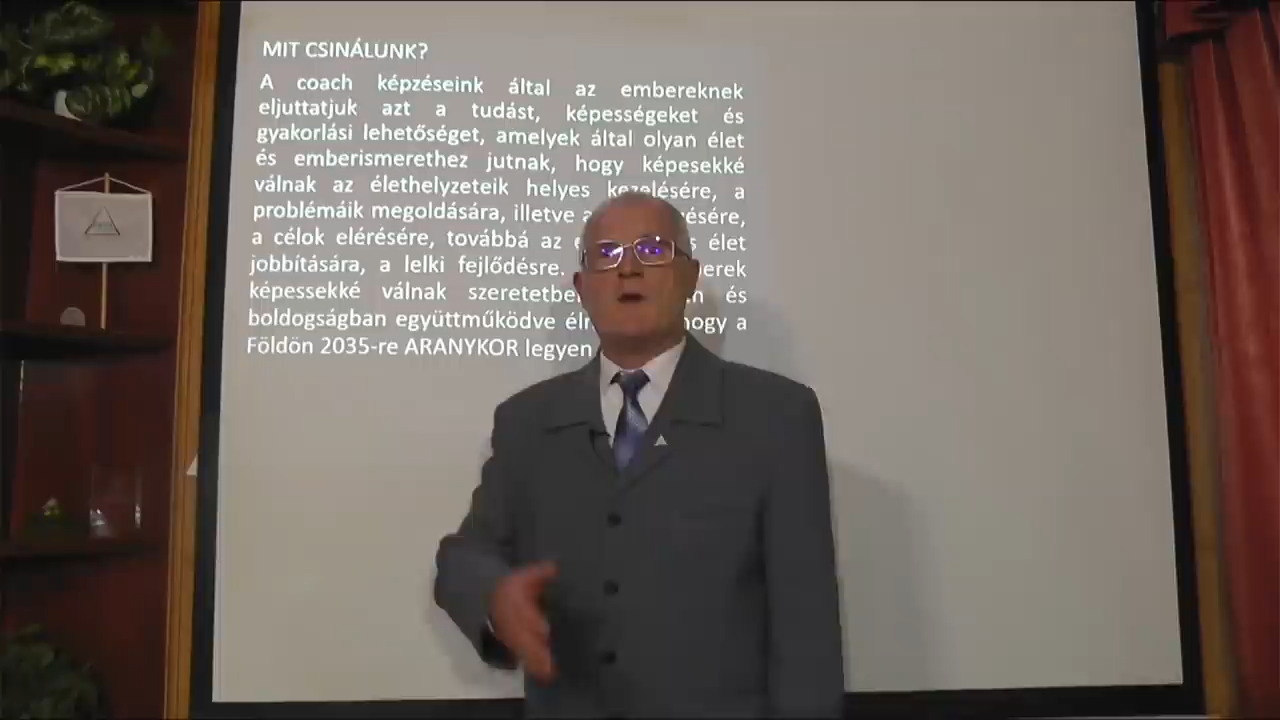 MIT CSINÁLUNK?
A coach képzéseink által az embereknek
eljuttatjuk azt a tudást, képességeket és
gyakorlási lehetőséget, amelyek által olyan élet
és emberismerethez jutnak, hogy képesekké
válnak az élethelyzeteik helyes kezelésére, a
problémáik megoldására, illetve
a célok elérésére, továbbá az élet
jobbítására, a lelki fejlődésre.
képessekké válnak és
boldogságban együttműködve hogy a
Földön 2035-re ARANYKOR legyen